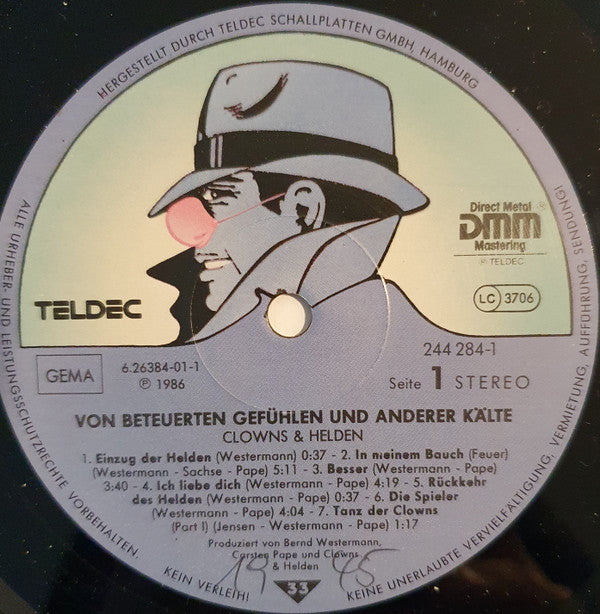 HERGESTELLT DURCH TELDEC SCHALLPLATTEN GMBH, HAMBURG
Direct Metal
DMM
Mastering
®
℗ TELDEC
TELDEC
LC 3706
GEMA
6.26384-01-1
℗ 1986
244 284-1
Seite 1 STEREO
VON BETEUERTEN GEFÜHLEN UND ANDERER KÄLTE
CLOWNS & HELDEN
1. Einzug der Helden (Westermann) 0:37 - 2. In meinem Bauch (Feuer)
(Westermann - Sachse - Pape) 5:11 - 3. Besser (Westermann - Pape)
3:40 - 4. Ich liebe dich (Westermann - Pape) 4:19 - 5. Rückkehr
des Helden (Westermann - Pape) 0:37 - 6. Die Spieler
(Westermann - Pape) 4:04 - 7. Tanz der Clowns
(Part I) (Jensen - Westermann - Pape) 1:17
Produziert von Bernd Westermann,
Carsten Pape und Clowns
& Helden
19 45
33
ALLE URHEBER- UND LEISTUNGSSCHUTZRECHTE VORBEHALTEN.
KEIN VERLEIH!
KEINE UNERLAUBTE VERVIELFÄLTIGUNG, VERMIETUNG, AUFFÜHRUNG, SENDUNG!